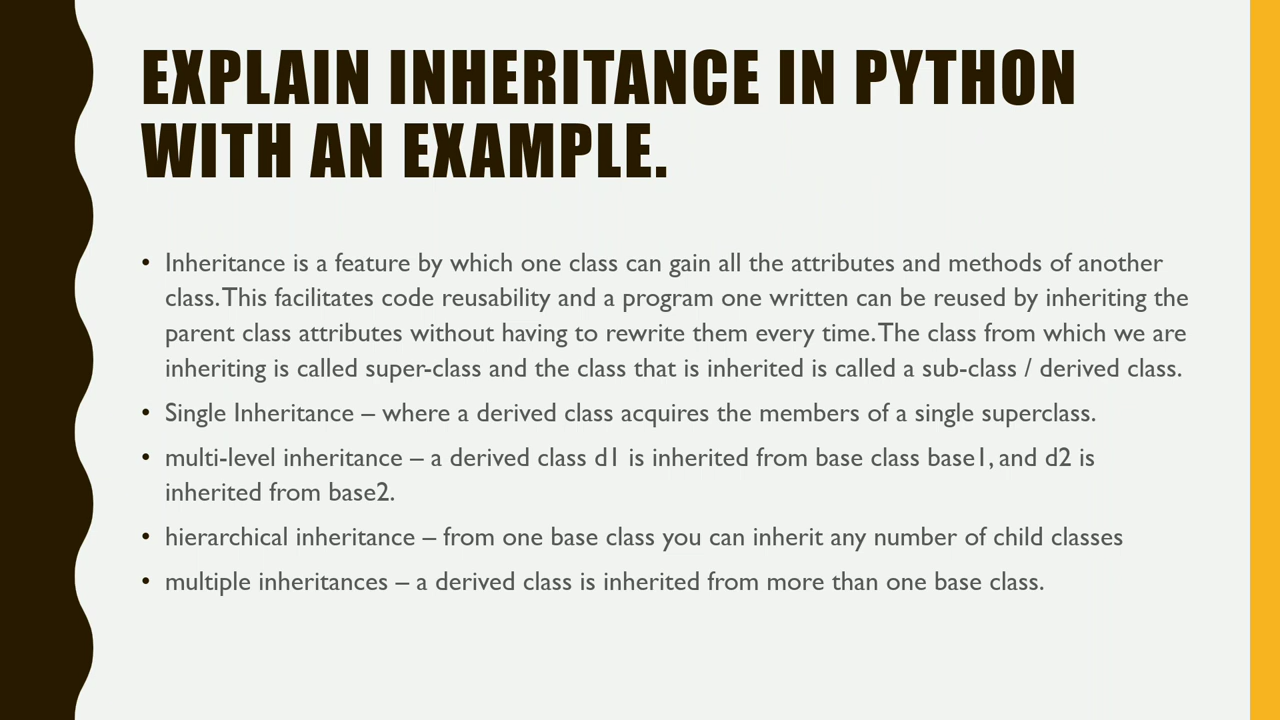 EXPLAIN INHERITANCE IN PYTHON
WITH AN EXAMPLE.
• Inheritance is a feature by which one class can gain all the attributes and methods of another
class. This facilitates code reusability and a program one written can be reused by inheriting the
parent class attributes without having to rewrite them every time. The class from which we are
inheriting is called super-class and the class that is inherited is called a sub-class / derived class.
• Single Inheritance – where a derived class acquires the members of a single superclass.
• multi-level inheritance – a derived class d1 is inherited from base class base1, and d2 is
inherited from base2.
• hierarchical inheritance – from one base class you can inherit any number of child classes
• multiple inheritances – a derived class is inherited from more than one base class.